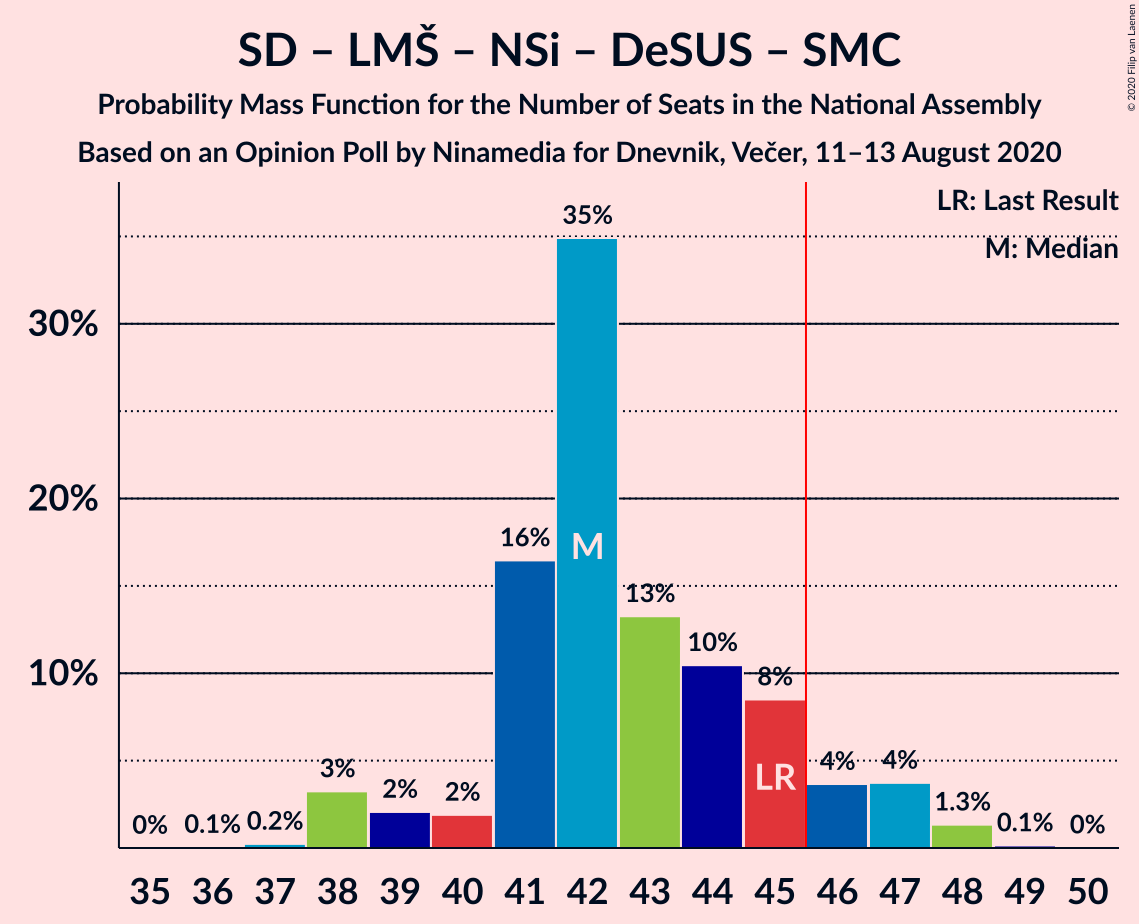 © 2020 Filip van Laenen
SD – LMŠ – NSi – DeSUS – SMC
Probability Mass Function for the Number of Seats in the National Assembly
Based on an Opinion Poll by Ninamedia for Dnevnik, Večer, 11–13 August 2020
LR: Last Result
M: Median
30%
20%
10%
0% 0.1% 0.2% 3% 2% 2% 16% 35% 13% 10% 8% 4% 4% 1.3% 0.1% 0%
M
LR
35 36 37 38 39 40 41 42 43 44 45 46 47 48 49 50